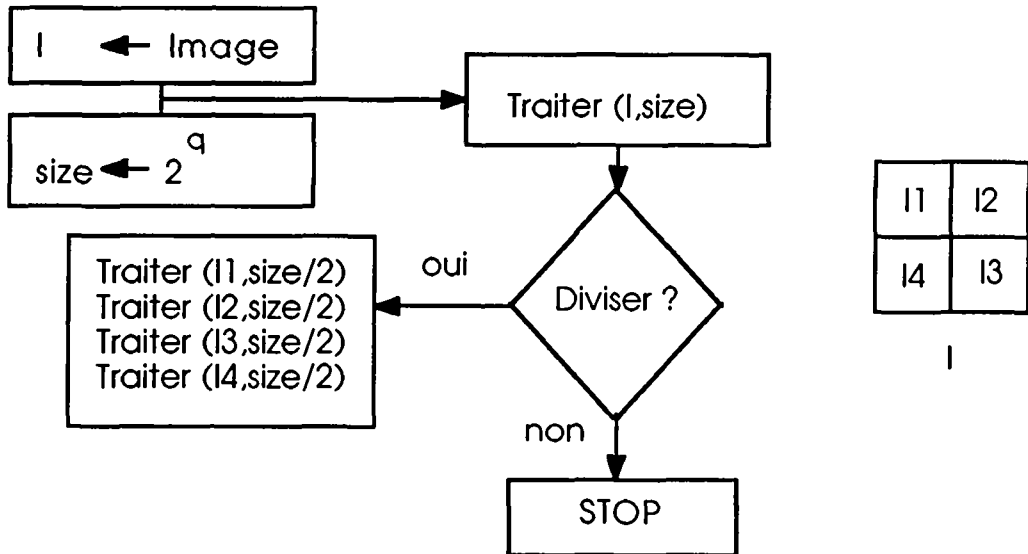 I ← Image
size ← 2^q
Traiter (I,size)
Diviser ?
oui
Traiter (I1,size/2)
Traiter (I2,size/2)
Traiter (I3,size/2)
Traiter (I4,size/2)
non
STOP
I1 I2
I4 I3
I